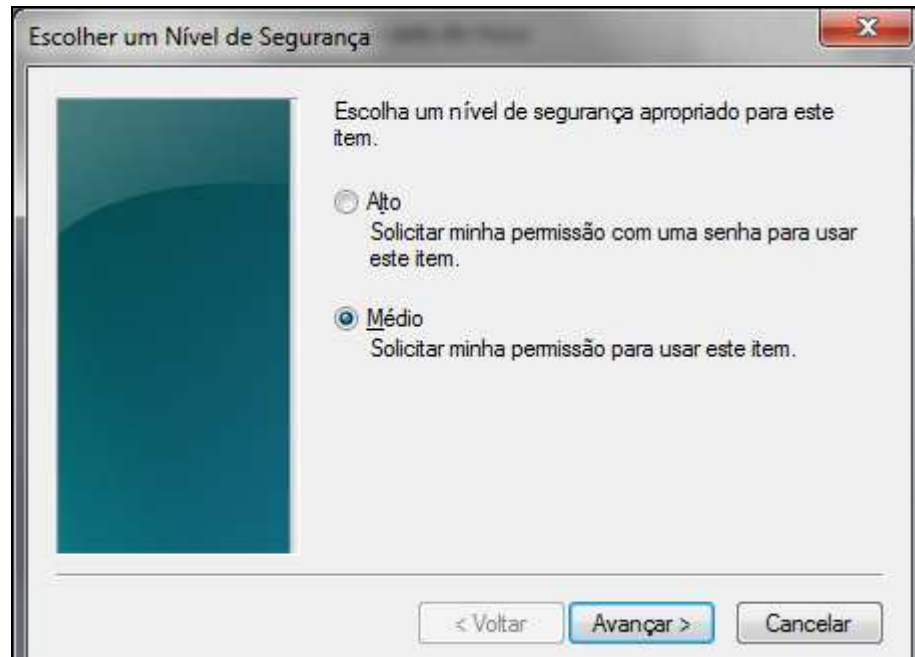 Escolher um Nível de Segurança
Escolha um nível de segurança apropriado para este
item.
Alto
Solicitar minha permissão com uma senha para usar
este item.
Médio
Solicitar minha permissão para usar este item.
< Voltar
Avançar >
Cancelar